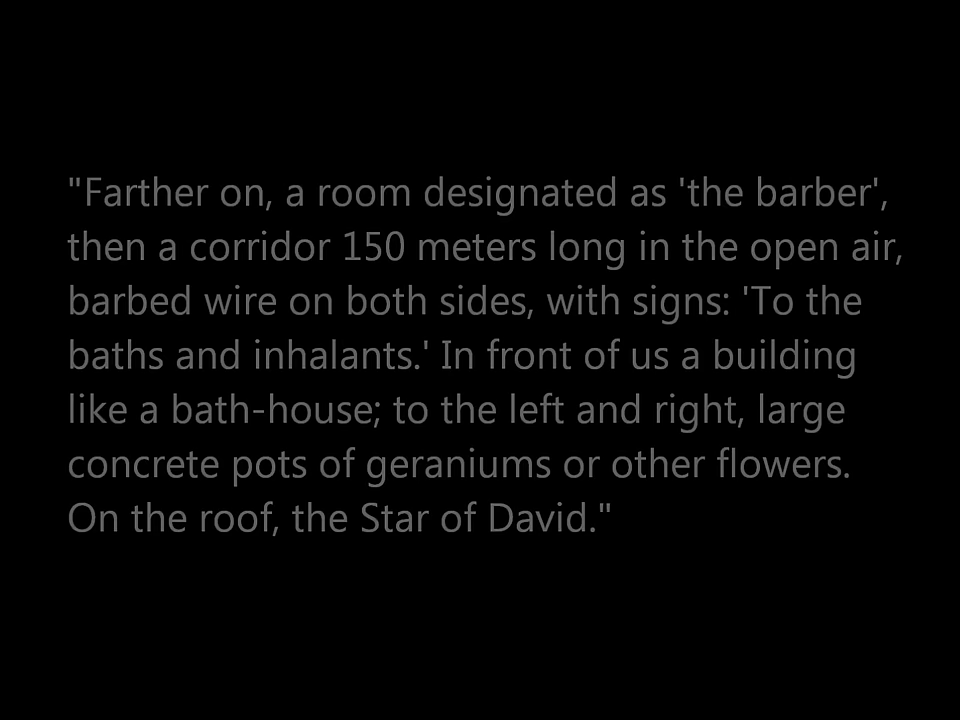 "Farther on, a room designated as 'the barber',
then a corridor 150 meters long in the open air,
barbed wire on both sides, with signs: 'To the
baths and inhalants.' In front of us a building
like a bath-house; to the left and right, large
concrete pots of geraniums or other flowers.
On the roof, the Star of David."